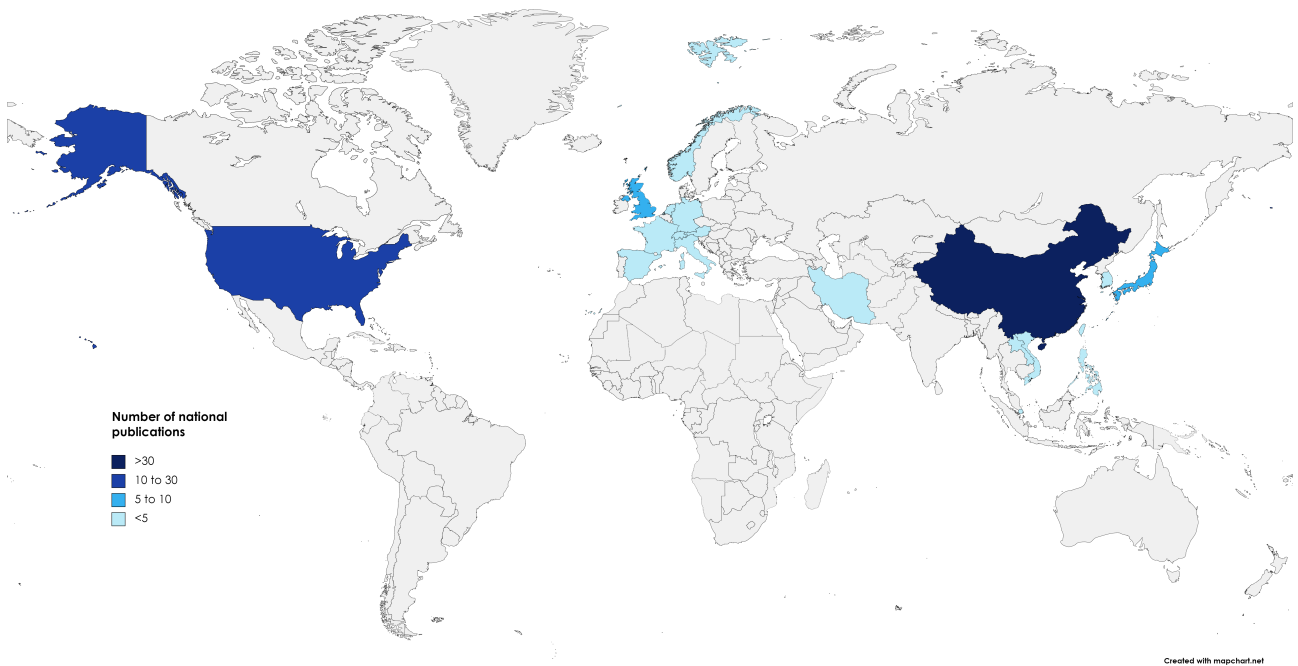 Number of national
publications
>30
10 to 30
5 to 10
<5
Created with mapchart.net